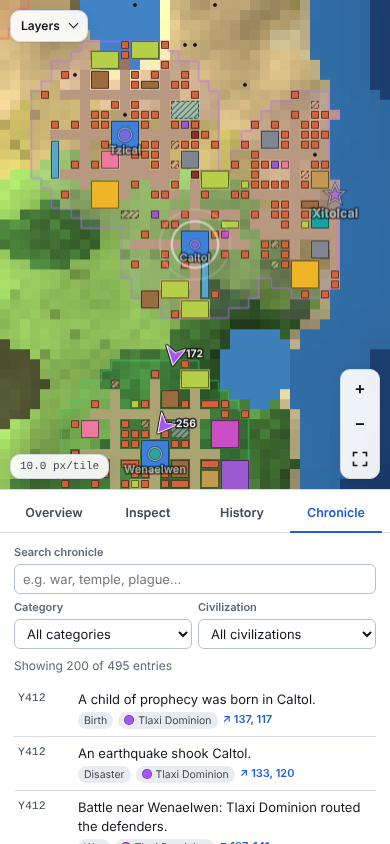 Layers
Tzical
Xitolcal
Caltol
172
256
Wenaelwen
+
−
10.0 px/tile
Overview
Inspect
History
Chronicle
Search chronicle
e.g. war, temple, plague...
Category
Civilization
All categories
All civilizations
Showing 200 of 495 entries
Y412
A child of prophecy was born in Caltol.
Birth
Tlaxi Dominion
↗ 137, 117
Y412
An earthquake shook Caltol.
Disaster
Tlaxi Dominion
↗ 133, 120
Y412
Battle near Wenaelwen: Tlaxi Dominion routed
the defenders.